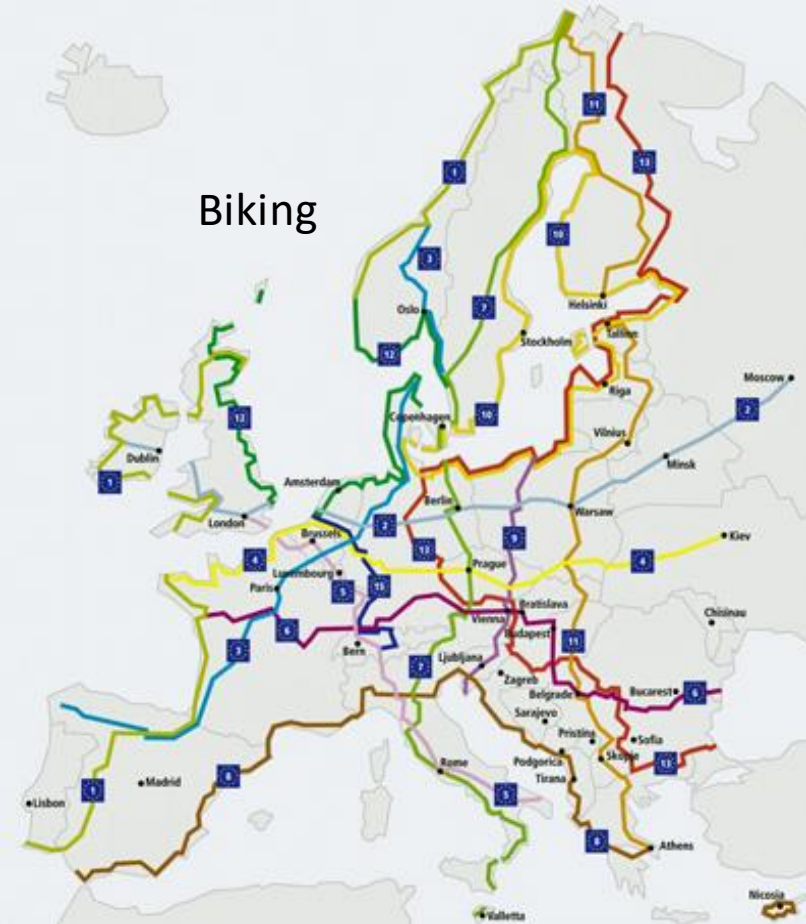 11
1
13
Biking
10
3
Helsinki
7
Oslo
Tallinn
Stockholm
12
Moscow
Riga
2
12
10
Copenhagen
Vilnius
Dublin
Minsk
1
Amsterdam
Berlin
London
2
Warsaw
Brussels
9
Kiev
13
4
4
Luxembourg
Prague
Paris
5
15
Bratislava
Chisinau
Vienna
6
Budapest
11
3
Bern
7
Ljubljana
Zagreb
Belgrade
Bucarest
6
Sarajevo
Pristina
Sofia
Podgorica
Skopje
13
Rome
Tirana
8
Madrid
1
5
Lisbon
8
Athens
Nicosia
Valletta